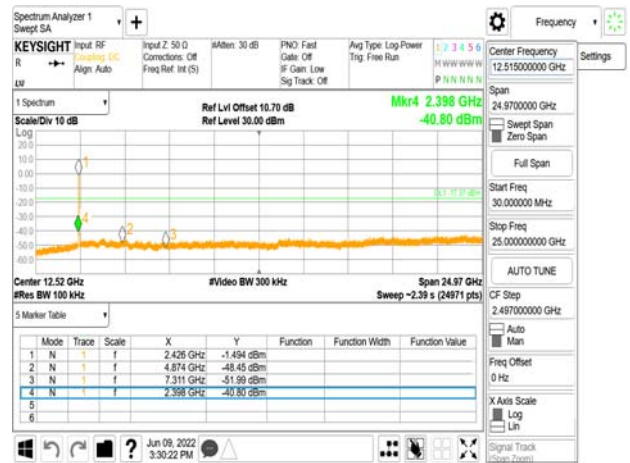 Spectrum Analyzer 1
Swept SA
Frequency
KEYSIGHT
R
Input: RF
Coupling: DC
Align: Auto
Input Z: 50 Ω
Corrections: Off
Freq Ref: Int (S)
#Atten: 30 dB
PNO: Fast
Gate: Off
IF Gain: Low
Sig Track: Off
Avg Type: Log-Power
Trig: Free Run
1 2 3 4 5 6
M W W W W W
P N N N N N
Settings
1 Spectrum
Scale/Div 10 dB
Ref Lvl Offset 10.70 dB
Ref Level 30.00 dBm
Mkr4 2.398 GHz
-40.80 dBm
Log
20.0
10.0
0.00
-10.0
-20.0
-30.0
-40.0
-50.0
-60.0
1
4
2
3
Center 12.52 GHz
#Video BW 300 kHz
Span 24.97 GHz
#Res BW 100 kHz
Sweep ~2.39 s (24971 pts)
5 Marker Table
Mode Trace Scale X Y Function Function Width Function Value
1 N 1 f 2.426 GHz -1.494 dBm
2 N 1 f 4.874 GHz -48.45 dBm
3 N 1 f 7.311 GHz -51.99 dBm
4 N 1 f 2.398 GHz -40.80 dBm
5
6
?
Jun 09, 2022
3:30:22 PM
Center Frequency
12.515000000 GHz
Span
24.9700000 GHz
Swept Span
Zero Span
Full Span
Start Freq
30.000000 MHz
Stop Freq
25.000000000 GHz
AUTO TUNE
CF Step
2.497000000 GHz
Auto
Man
Freq Offset
0 Hz
X Axis Scale
Log
Lin
Signal Track
(Span Zoom)